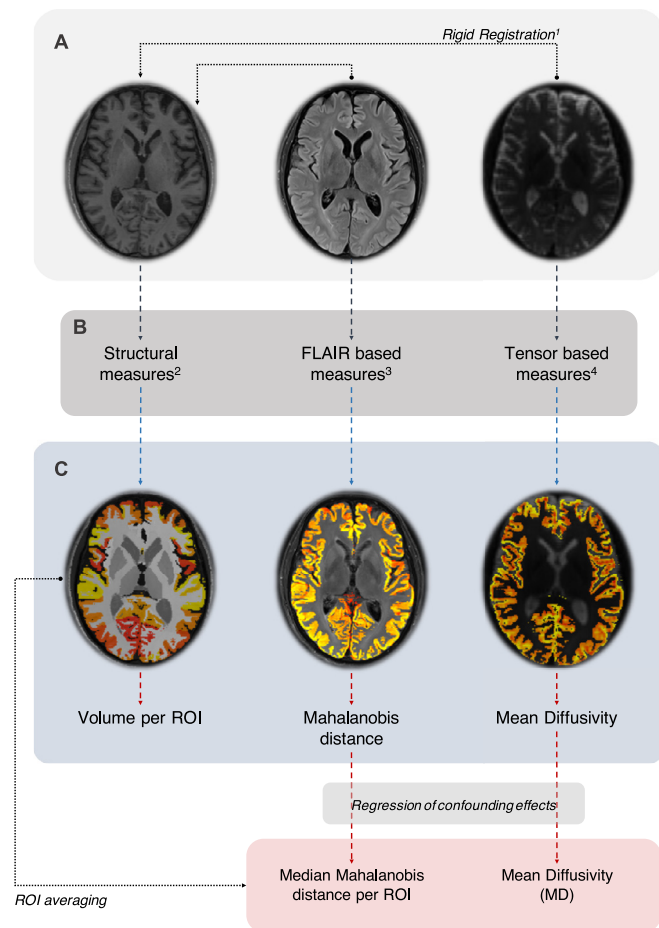 Rigid Registration¹
A
B
Structural
measures²
FLAIR based
measures³
Tensor based
measures⁴
C
Volume per ROI
Mahalanobis
distance
Mean Diffusivity
Regression of confounding effects
Median Mahalanobis
distance per ROI
Mean Diffusivity
(MD)
ROI averaging